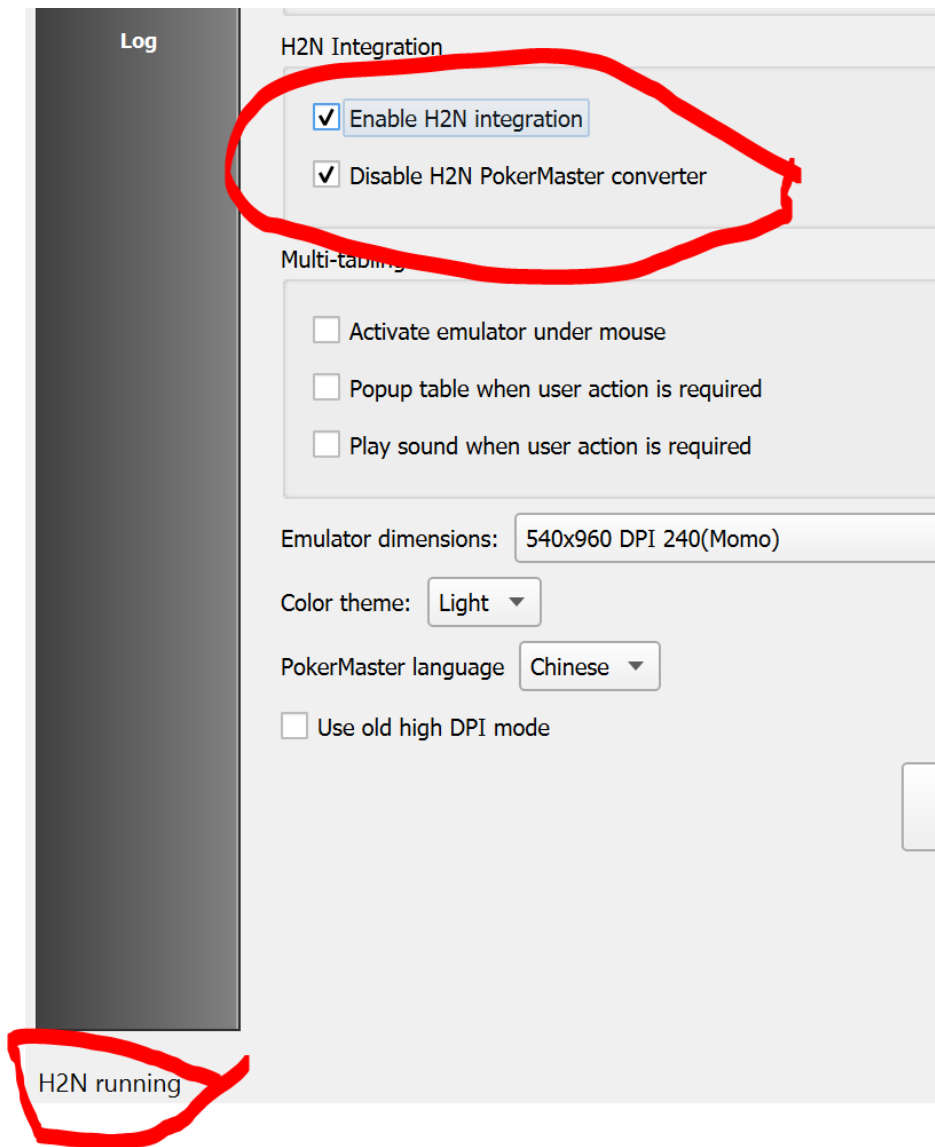 Log
H2N Integration
Enable H2N integration
Disable H2N PokerMaster converter
Multi-tabling
Activate emulator under mouse
Popup table when user action is required
Play sound when user action is required
Emulator dimensions: 540x960 DPI 240(Momo)
Color theme: Light
PokerMaster language Chinese
Use old high DPI mode
H2N running